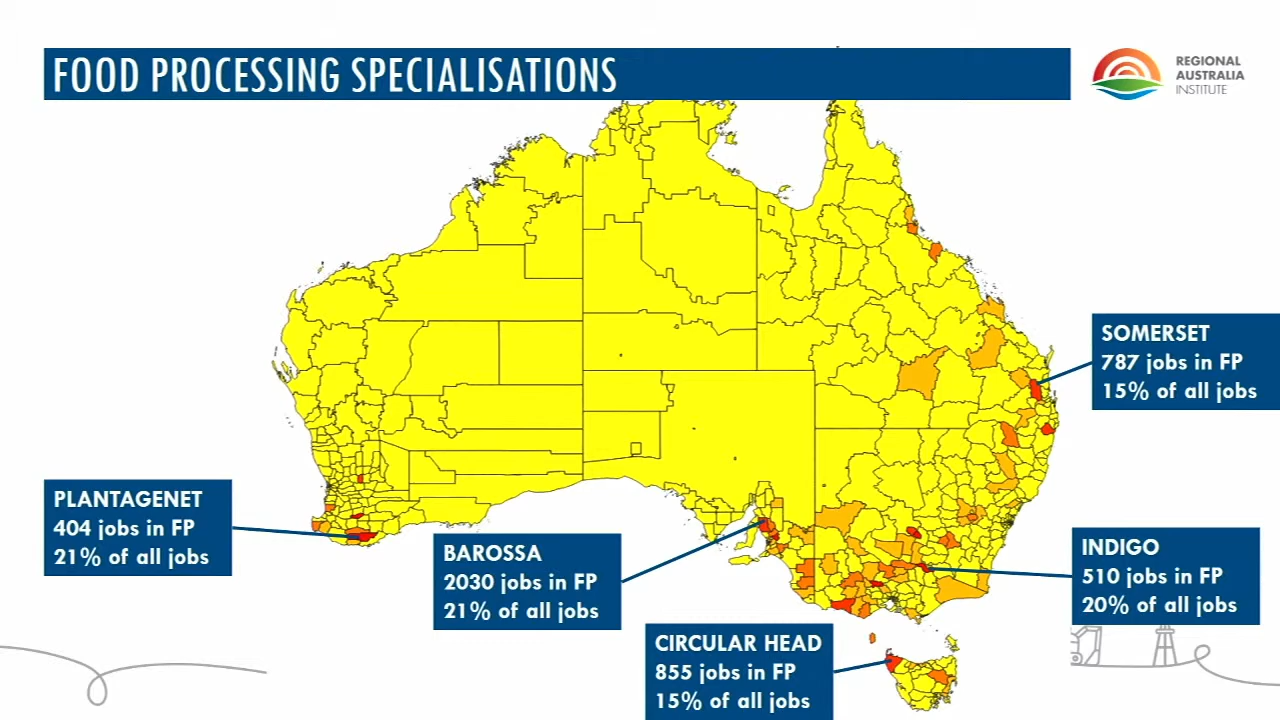 FOOD PROCESSING SPECIALISATIONS
REGIONAL
AUSTRALIA
INSTITUTE
SOMERSET
787 jobs in FP
15% of all jobs
PLANTAGENET
404 jobs in FP
21% of all jobs
BAROSSA
2030 jobs in FP
21% of all jobs
INDIGO
510 jobs in FP
20% of all jobs
CIRCULAR HEAD
855 jobs in FP
15% of all jobs